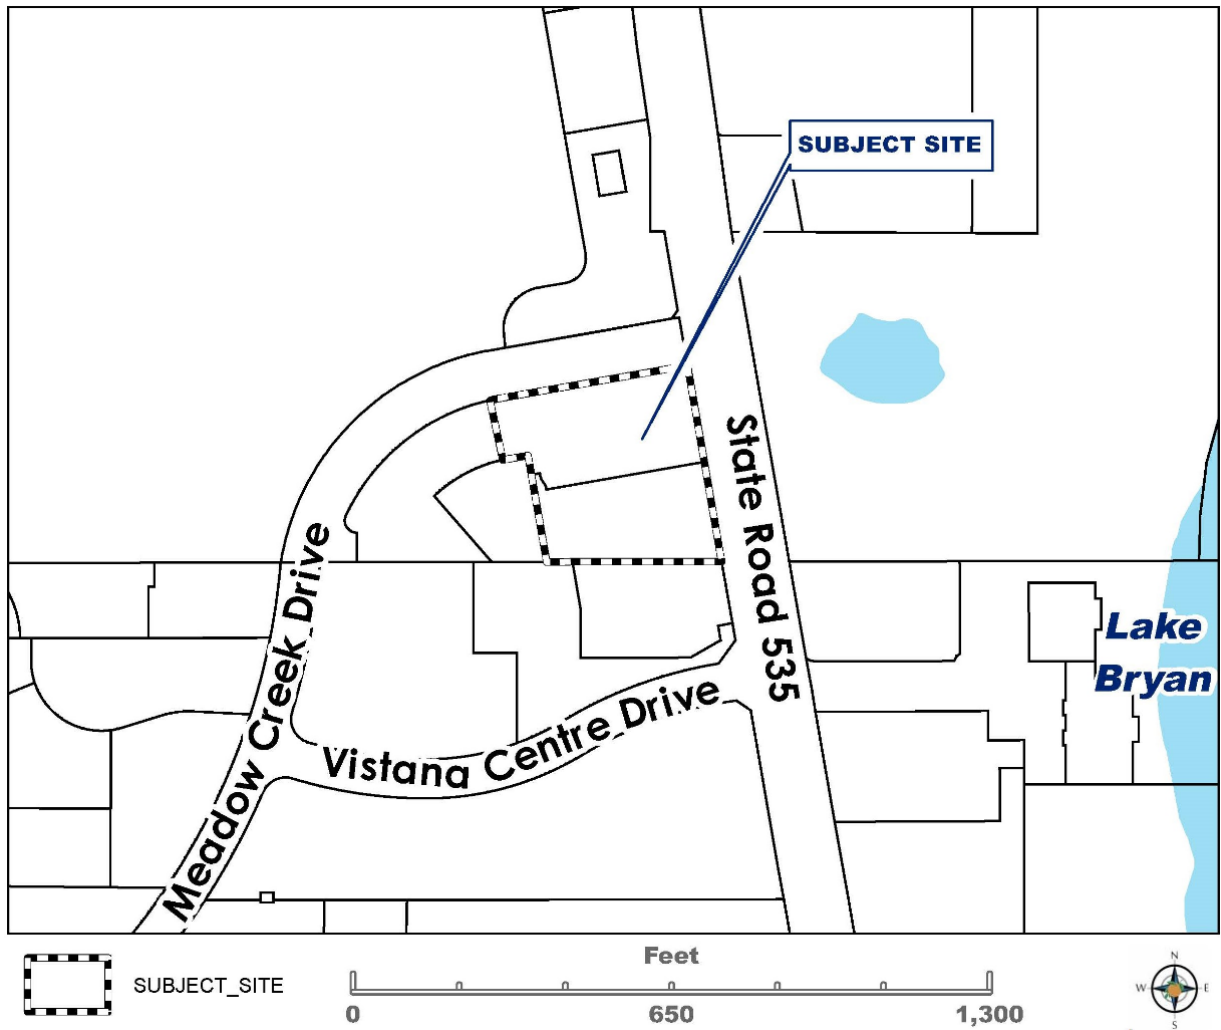 SUBJECT SITE
State Road 535
Meadow Creek Drive
Vistana Centre Drive
Lake
Bryan
SUBJECT_SITE
Feet
0 650 1,300
N
W E
S